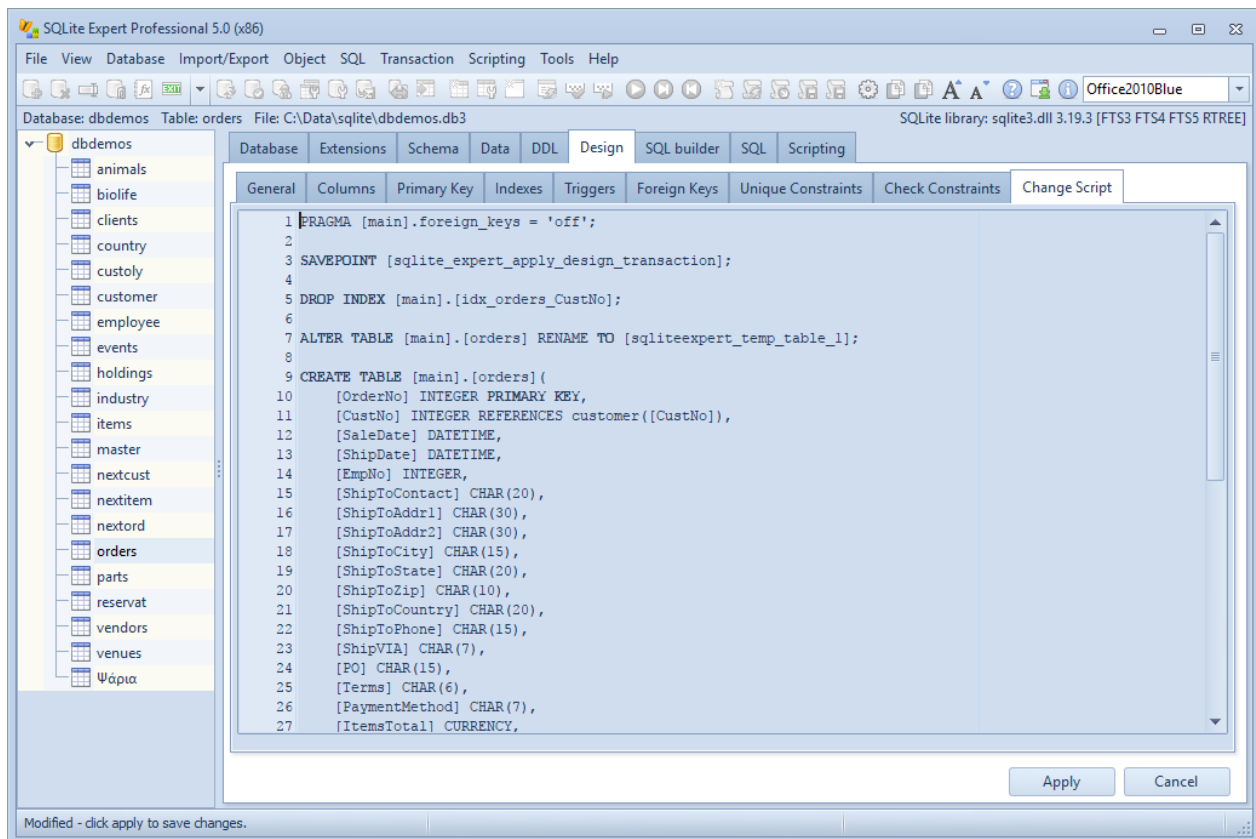 SQLite Expert Professional 5.0 (x86)
File View Database Import/Export Object SQL Transaction Scripting Tools Help
Office2010Blue
Database: dbdemos Table: orders File: C:\Data\sqlite\dbdemos.db3 SQLite library: sqlite3.dll 3.19.3 [FTS3 FTS4 FTS5 RTREE]
dbdemos
animals
biolife
clients
country
custoly
customer
employee
events
holdings
industry
items
master
nextcust
nextitem
nextord
orders
parts
reservat
vendors
venues
Ψάρια
Database Extensions Schema Data DDL Design SQL builder SQL Scripting
General Columns Primary Key Indexes Triggers Foreign Keys Unique Constraints Check Constraints Change Script
1 PRAGMA [main].foreign_keys = 'off';
2
3 SAVEPOINT [sqlite_expert_apply_design_transaction];
4
5 DROP INDEX [main].[idx_orders_CustNo];
6
7 ALTER TABLE [main].[orders] RENAME TO [sqliteexpert_temp_table_1];
8
9 CREATE TABLE [main].[orders](
10 [OrderNo] INTEGER PRIMARY KEY,
11 [CustNo] INTEGER REFERENCES customer([CustNo]),
12 [SaleDate] DATETIME,
13 [ShipDate] DATETIME,
14 [EmpNo] INTEGER,
15 [ShipToContact] CHAR(20),
16 [ShipToAddr1] CHAR(30),
17 [ShipToAddr2] CHAR(30),
18 [ShipToCity] CHAR(15),
19 [ShipToState] CHAR(20),
20 [ShipToZip] CHAR(10),
21 [ShipToCountry] CHAR(20),
22 [ShipToPhone] CHAR(15),
23 [ShipVIA] CHAR(7),
24 [PO] CHAR(15),
25 [Terms] CHAR(6),
26 [PaymentMethod] CHAR(7),
27 [ItemsTotal] CURRENCY,
Apply Cancel
Modified - click apply to save changes.